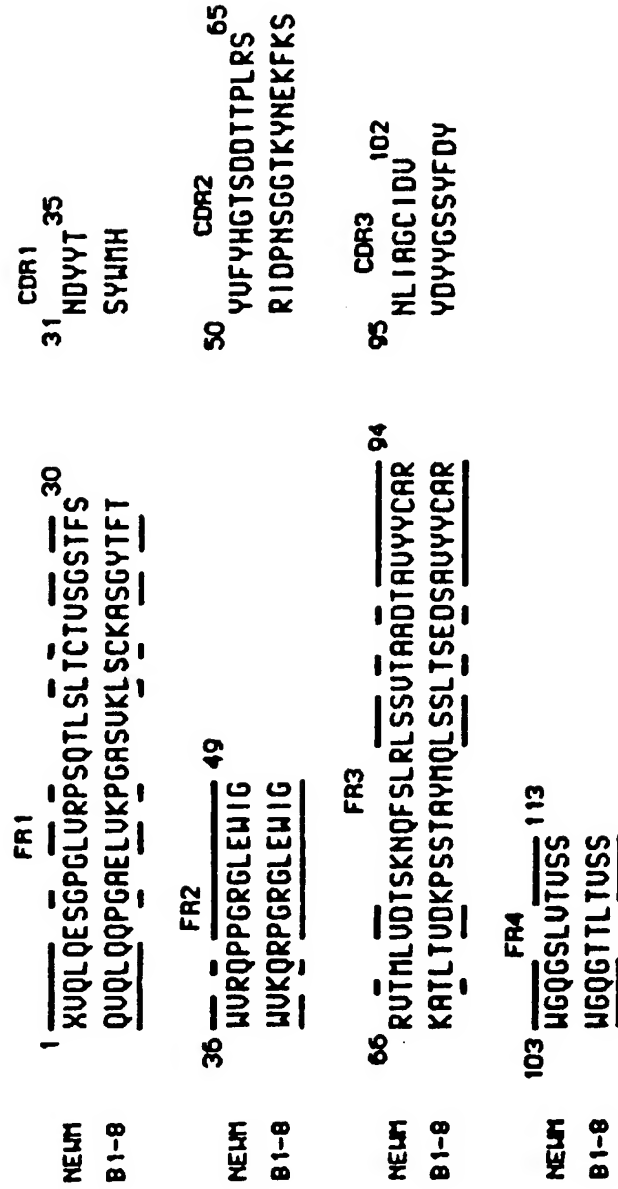 FR1 CDR1
1 30 31 35
NEWM XVQLQESGPGLVRPSQTLSLTCTVSGSTFS NDYYT
B1-8 QVQLQQPGAELVKPGASVKLSCKASGYTFT SYWMH
FR2 CDR2
36 49 50 65
NEWM WVRQPPGRGLEWIG YVFYHGTSDDTTPLRS
B1-8 WVKQRPGRGLEWIG RIDPNSGGTKYNEKFKS
FR3 CDR3
66 94 95 102
NEWM RVTMLVDTSKNQFSLRLSSVTAADTAVYYCAR NLIAGCIDV
B1-8 KATLTVDKPSSTAYMQLSSLTSEDSAVYYCAR YDYYGSSYFDY
FR4
103 113
NEWM WGQGSLVTVSS
B1-8 WGQGTTLTVSS